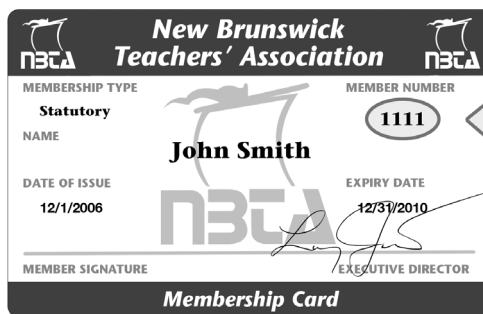 New Brunswick
Teachers' Association
NBTA
NBTA
MEMBERSHIP TYPE
Statutory
MEMBER NUMBER
1111
NAME
John Smith
DATE OF ISSUE
12/1/2006
EXPIRY DATE
12/31/2010
NBTA
MEMBER SIGNATURE
EXECUTIVE DIRECTOR
Membership Card